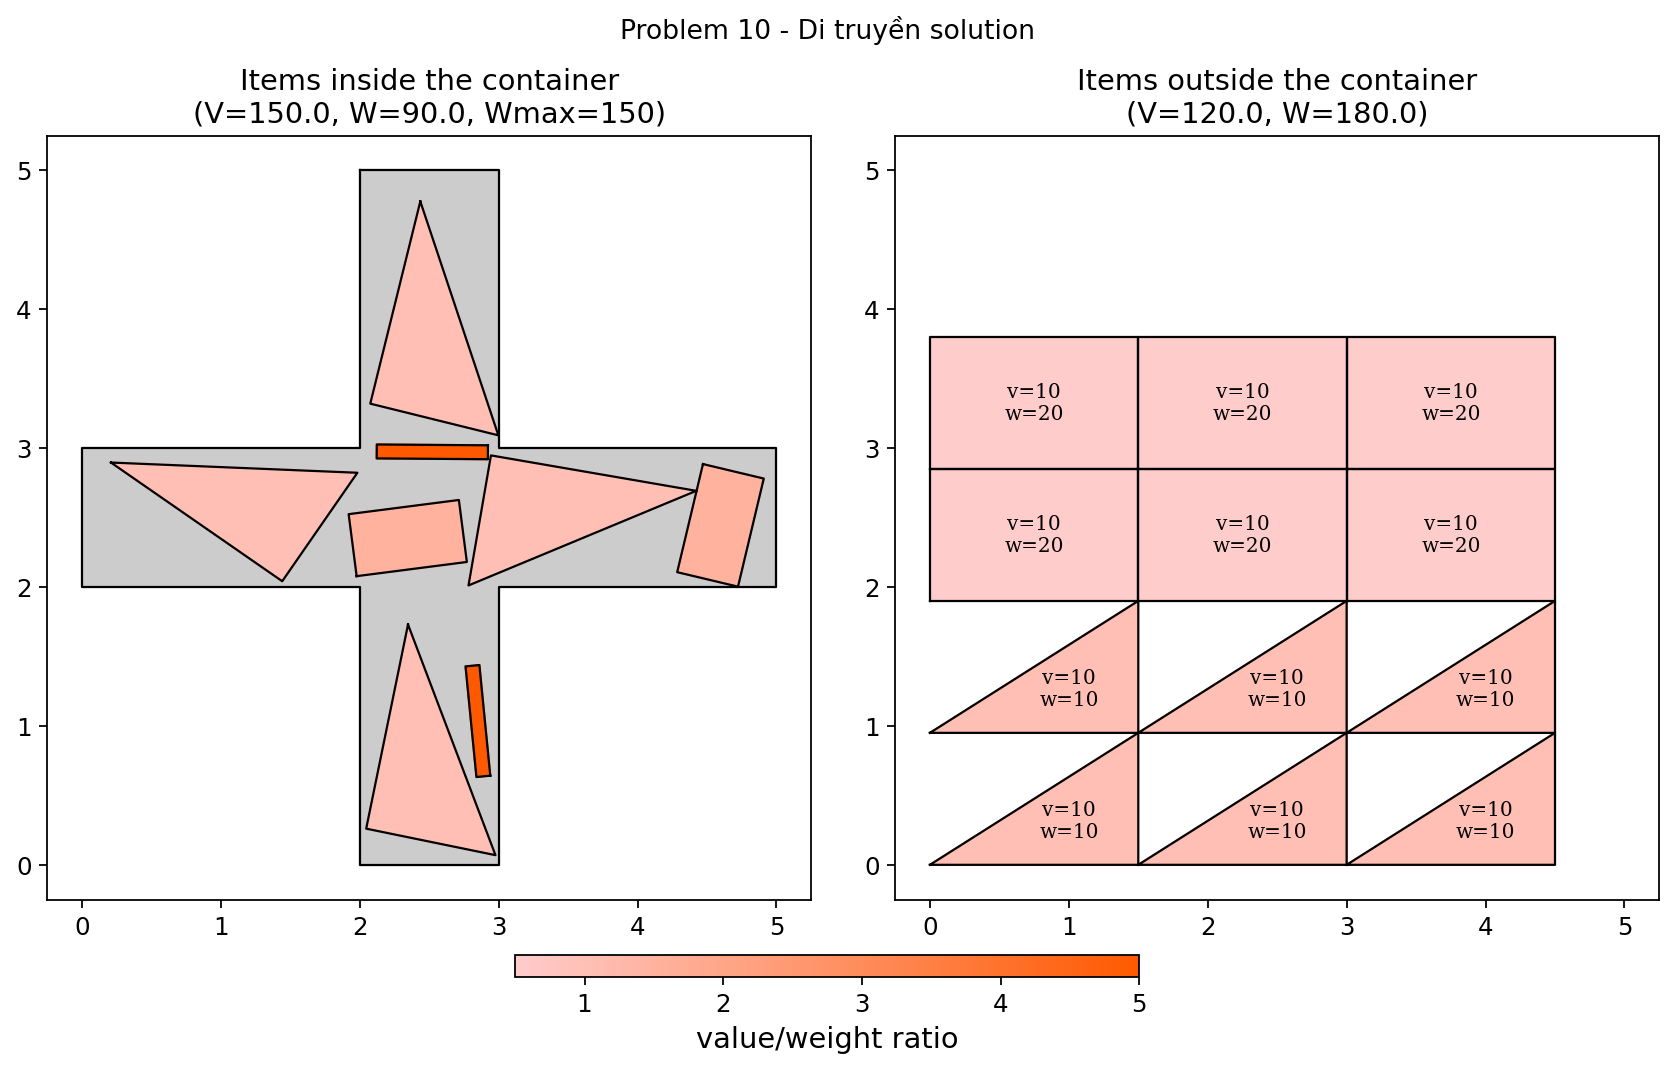 Problem 10 - Di truyền solution
Items inside the container
(V=150.0, W=90.0, Wmax=150)
5
4
3
2
1
0
0 1 2 3 4 5
Items outside the container
(V=120.0, W=180.0)
5
4
3
2
1
0
v=10 v=10 v=10
w=20 w=20 w=20
v=10 v=10 v=10
w=20 w=20 w=20
v=10 v=10 v=10
w=10 w=10 w=10
v=10 v=10 v=10
w=10 w=10 w=10
0 1 2 3 4 5
1 2 3 4 5
value/weight ratio